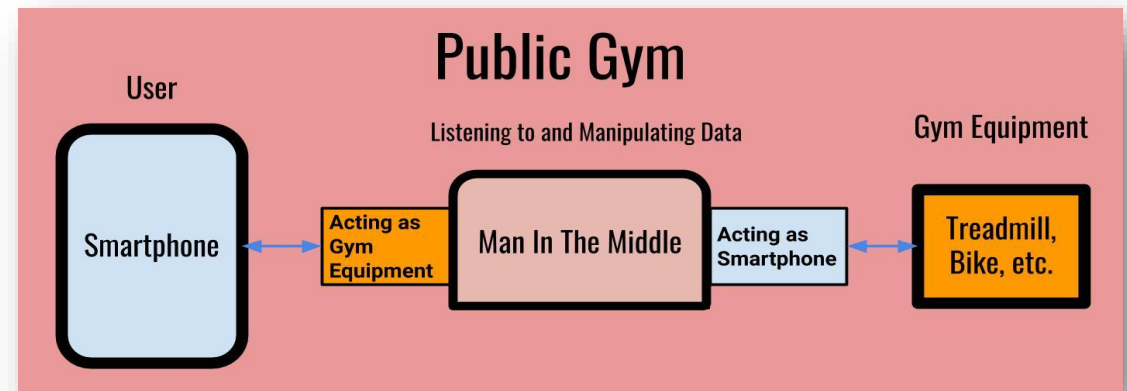 Public Gym
User
Listening to and Manipulating Data
Gym Equipment
Smartphone
Acting as
Gym
Equipment
Man In The Middle
Acting as
Smartphone
Treadmill,
Bike, etc.